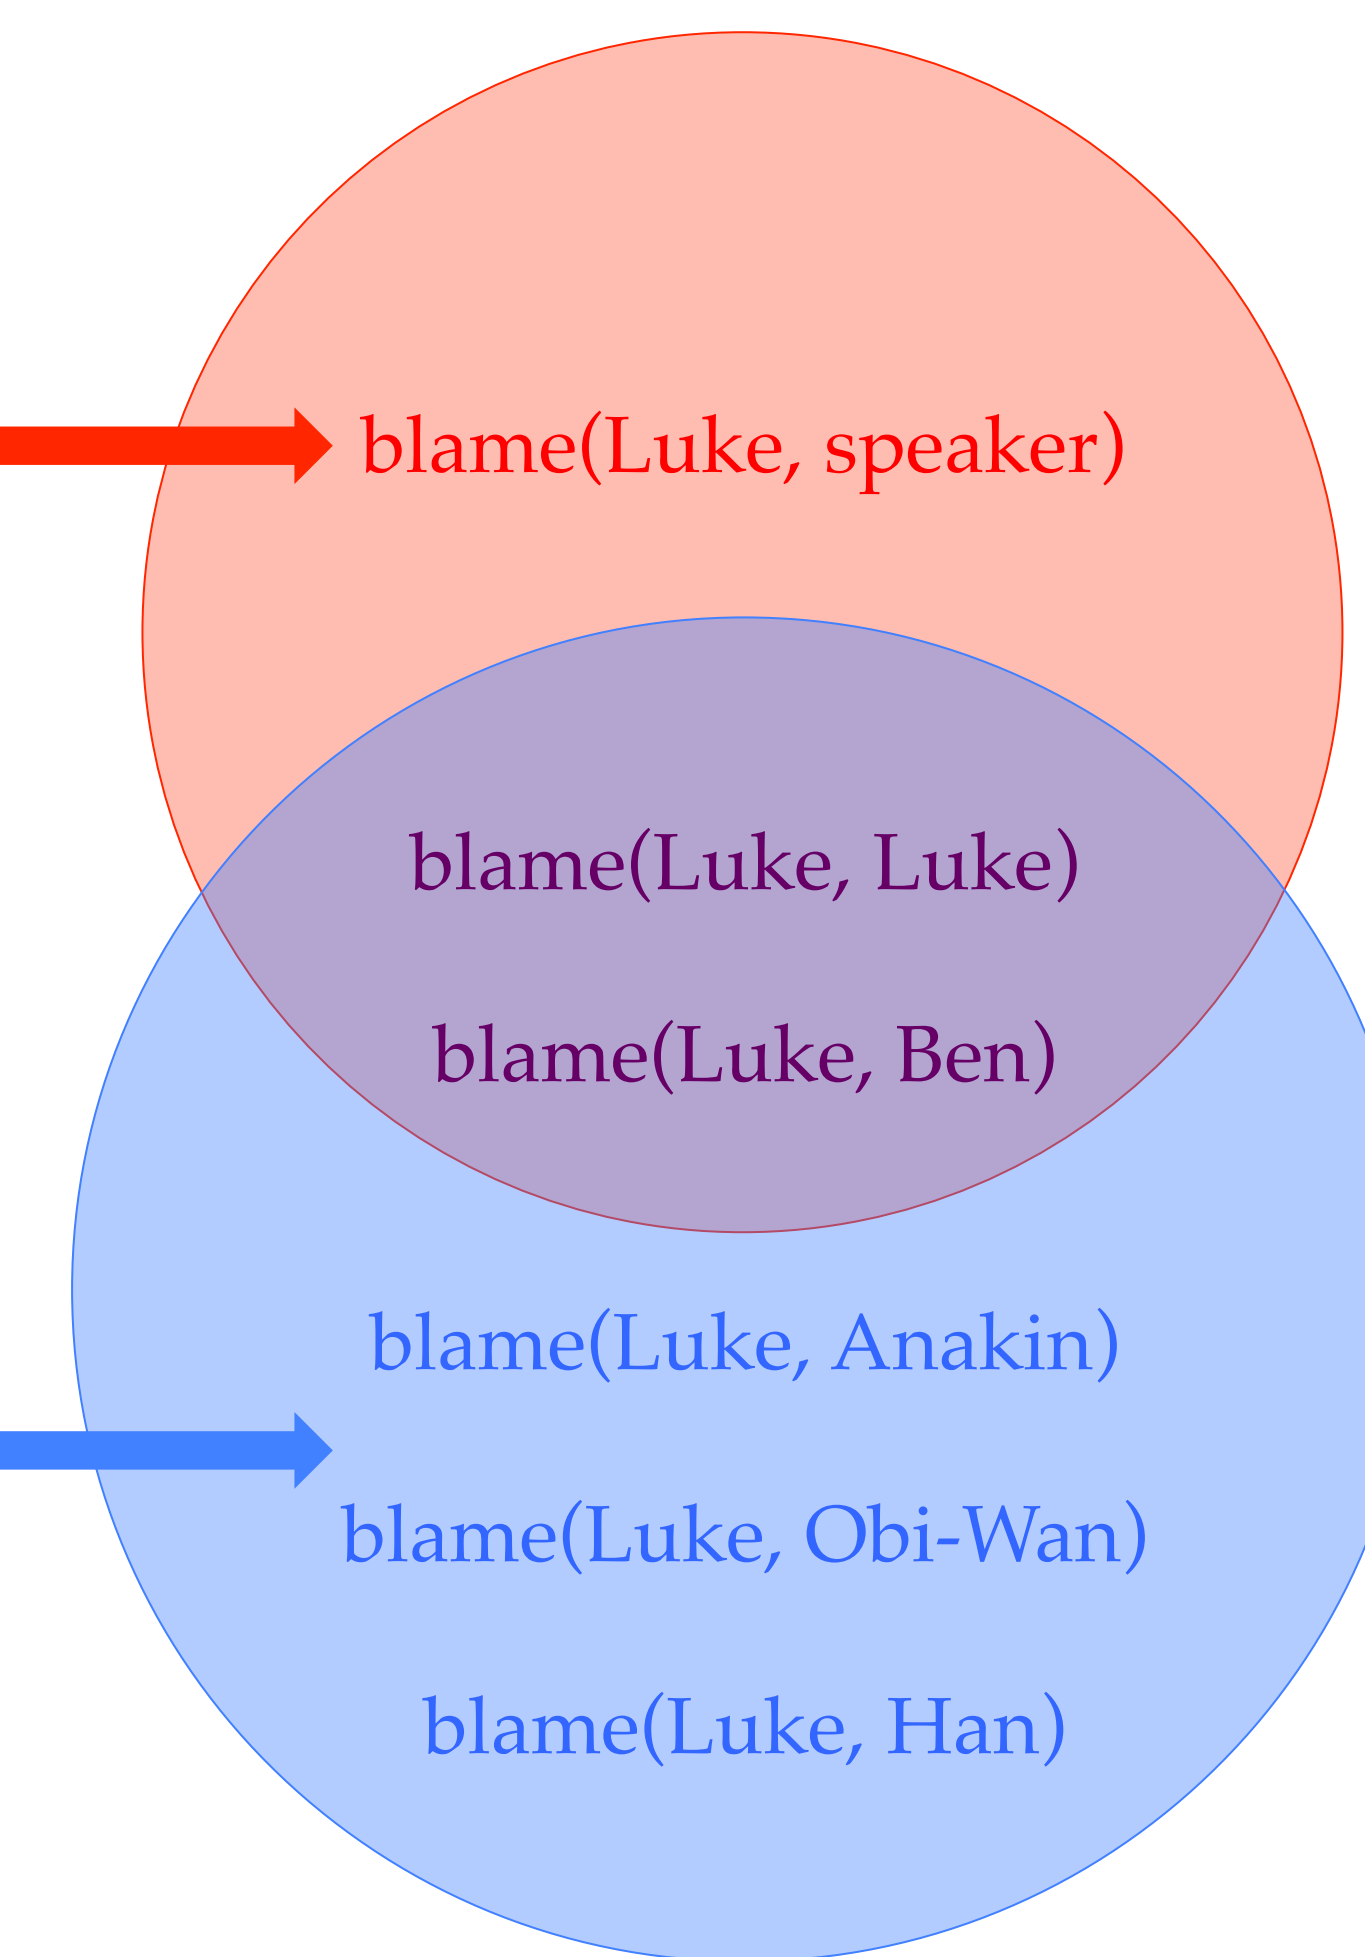 blame(Luke, speaker)
blame(Luke, Luke)
blame(Luke, Ben)
blame(Luke, Anakin)
blame(Luke, Obi-Wan)
blame(Luke, Han)